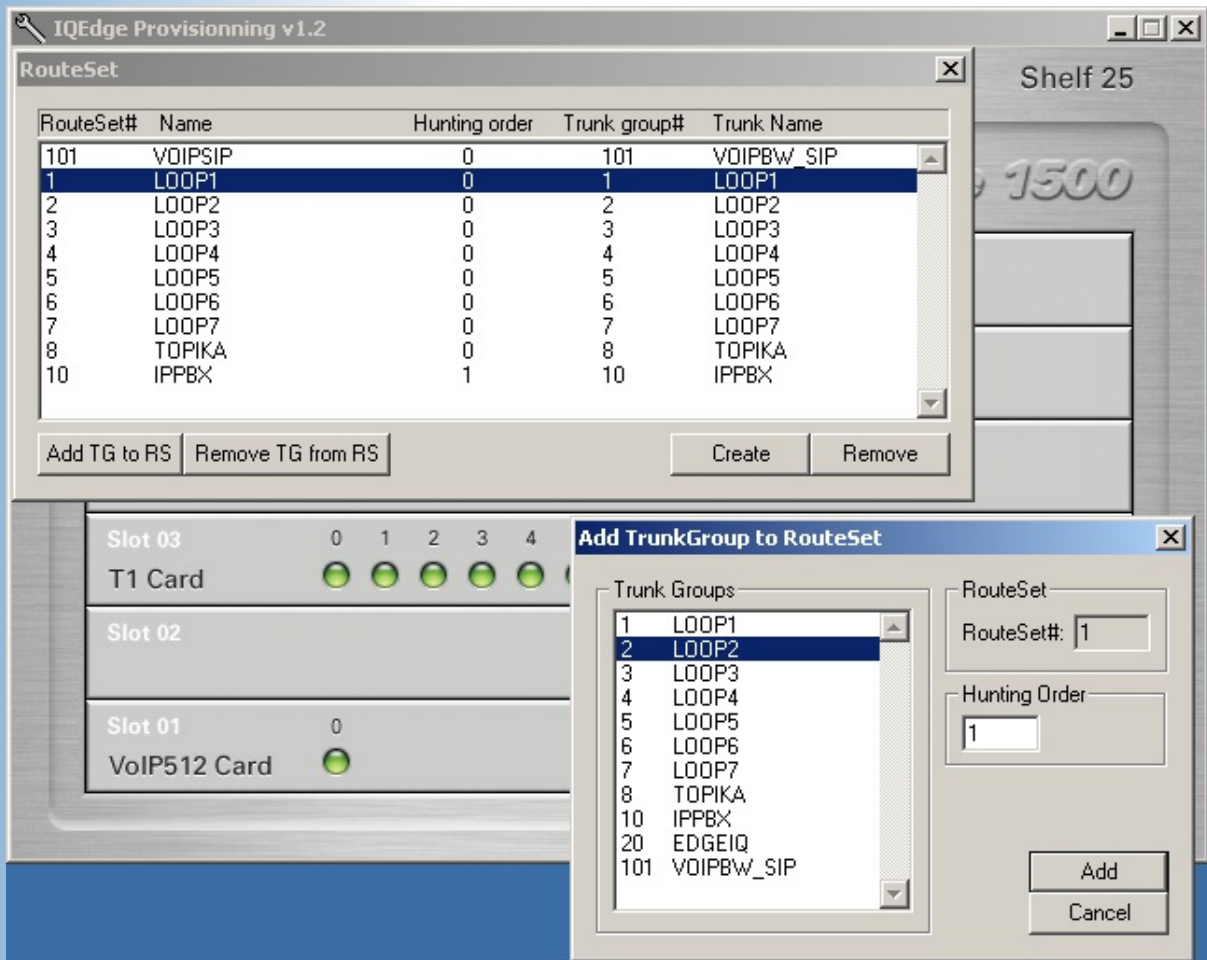 IQEdge Provisionning v1.2
RouteSet
Shelf 25
RouteSet# Name Hunting order Trunk group# Trunk Name
101 VOIPSIP 0 101 VOIPBW_SIP
1 LOOP1 0 1 LOOP1
2 LOOP2 0 2 LOOP2
3 LOOP3 0 3 LOOP3
4 LOOP4 0 4 LOOP4
5 LOOP5 0 5 LOOP5
6 LOOP6 0 6 LOOP6
7 LOOP7 0 7 LOOP7
8 TOPIKA 0 8 TOPIKA
10 IPPBX 1 10 IPPBX
1500
Add TG to RS Remove TG from RS Create Remove
Slot 03 0 1 2 3 4
T1 Card
Slot 02
Slot 01 0
VoIP512 Card
Add TrunkGroup to RouteSet
Trunk Groups
1 LOOP1
2 LOOP2
3 LOOP3
4 LOOP4
5 LOOP5
6 LOOP6
7 LOOP7
8 TOPIKA
10 IPPBX
20 EDGEIQ
101 VOIPBW_SIP
RouteSet
RouteSet#: 1
Hunting Order
1
Add
Cancel